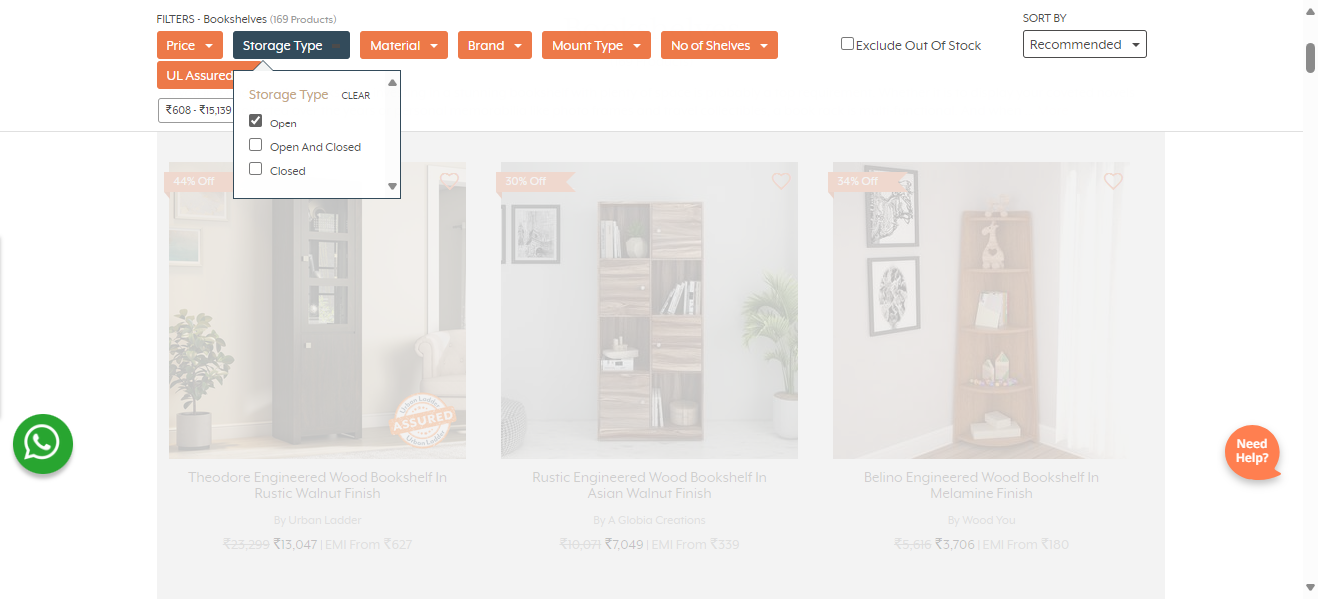 FILTERS - Bookshelves (169 Products)
SORT BY
Price
Storage Type
Material
Brand
Mount Type
No of Shelves
Exclude Out Of Stock
Recommended
UL Assured
Storage Type CLEAR
₹608 - ₹15,139
Open
Open And Closed
Closed
44% Off
30% Off
34% Off
Urban Ladder
ASSURED
Urban Ladder
Need
Help?
Theodore Engineered Wood Bookshelf In
Rustic Walnut Finish
By Urban Ladder
₹23,299 ₹13,047 | EMI From ₹627
Rustic Engineered Wood Bookshelf In
Asian Walnut Finish
By A Globia Creations
₹10,071 ₹7,049 | EMI From ₹339
Belino Engineered Wood Bookshelf In
Melamine Finish
By Wood You
₹5,616 ₹3,706 | EMI From ₹180